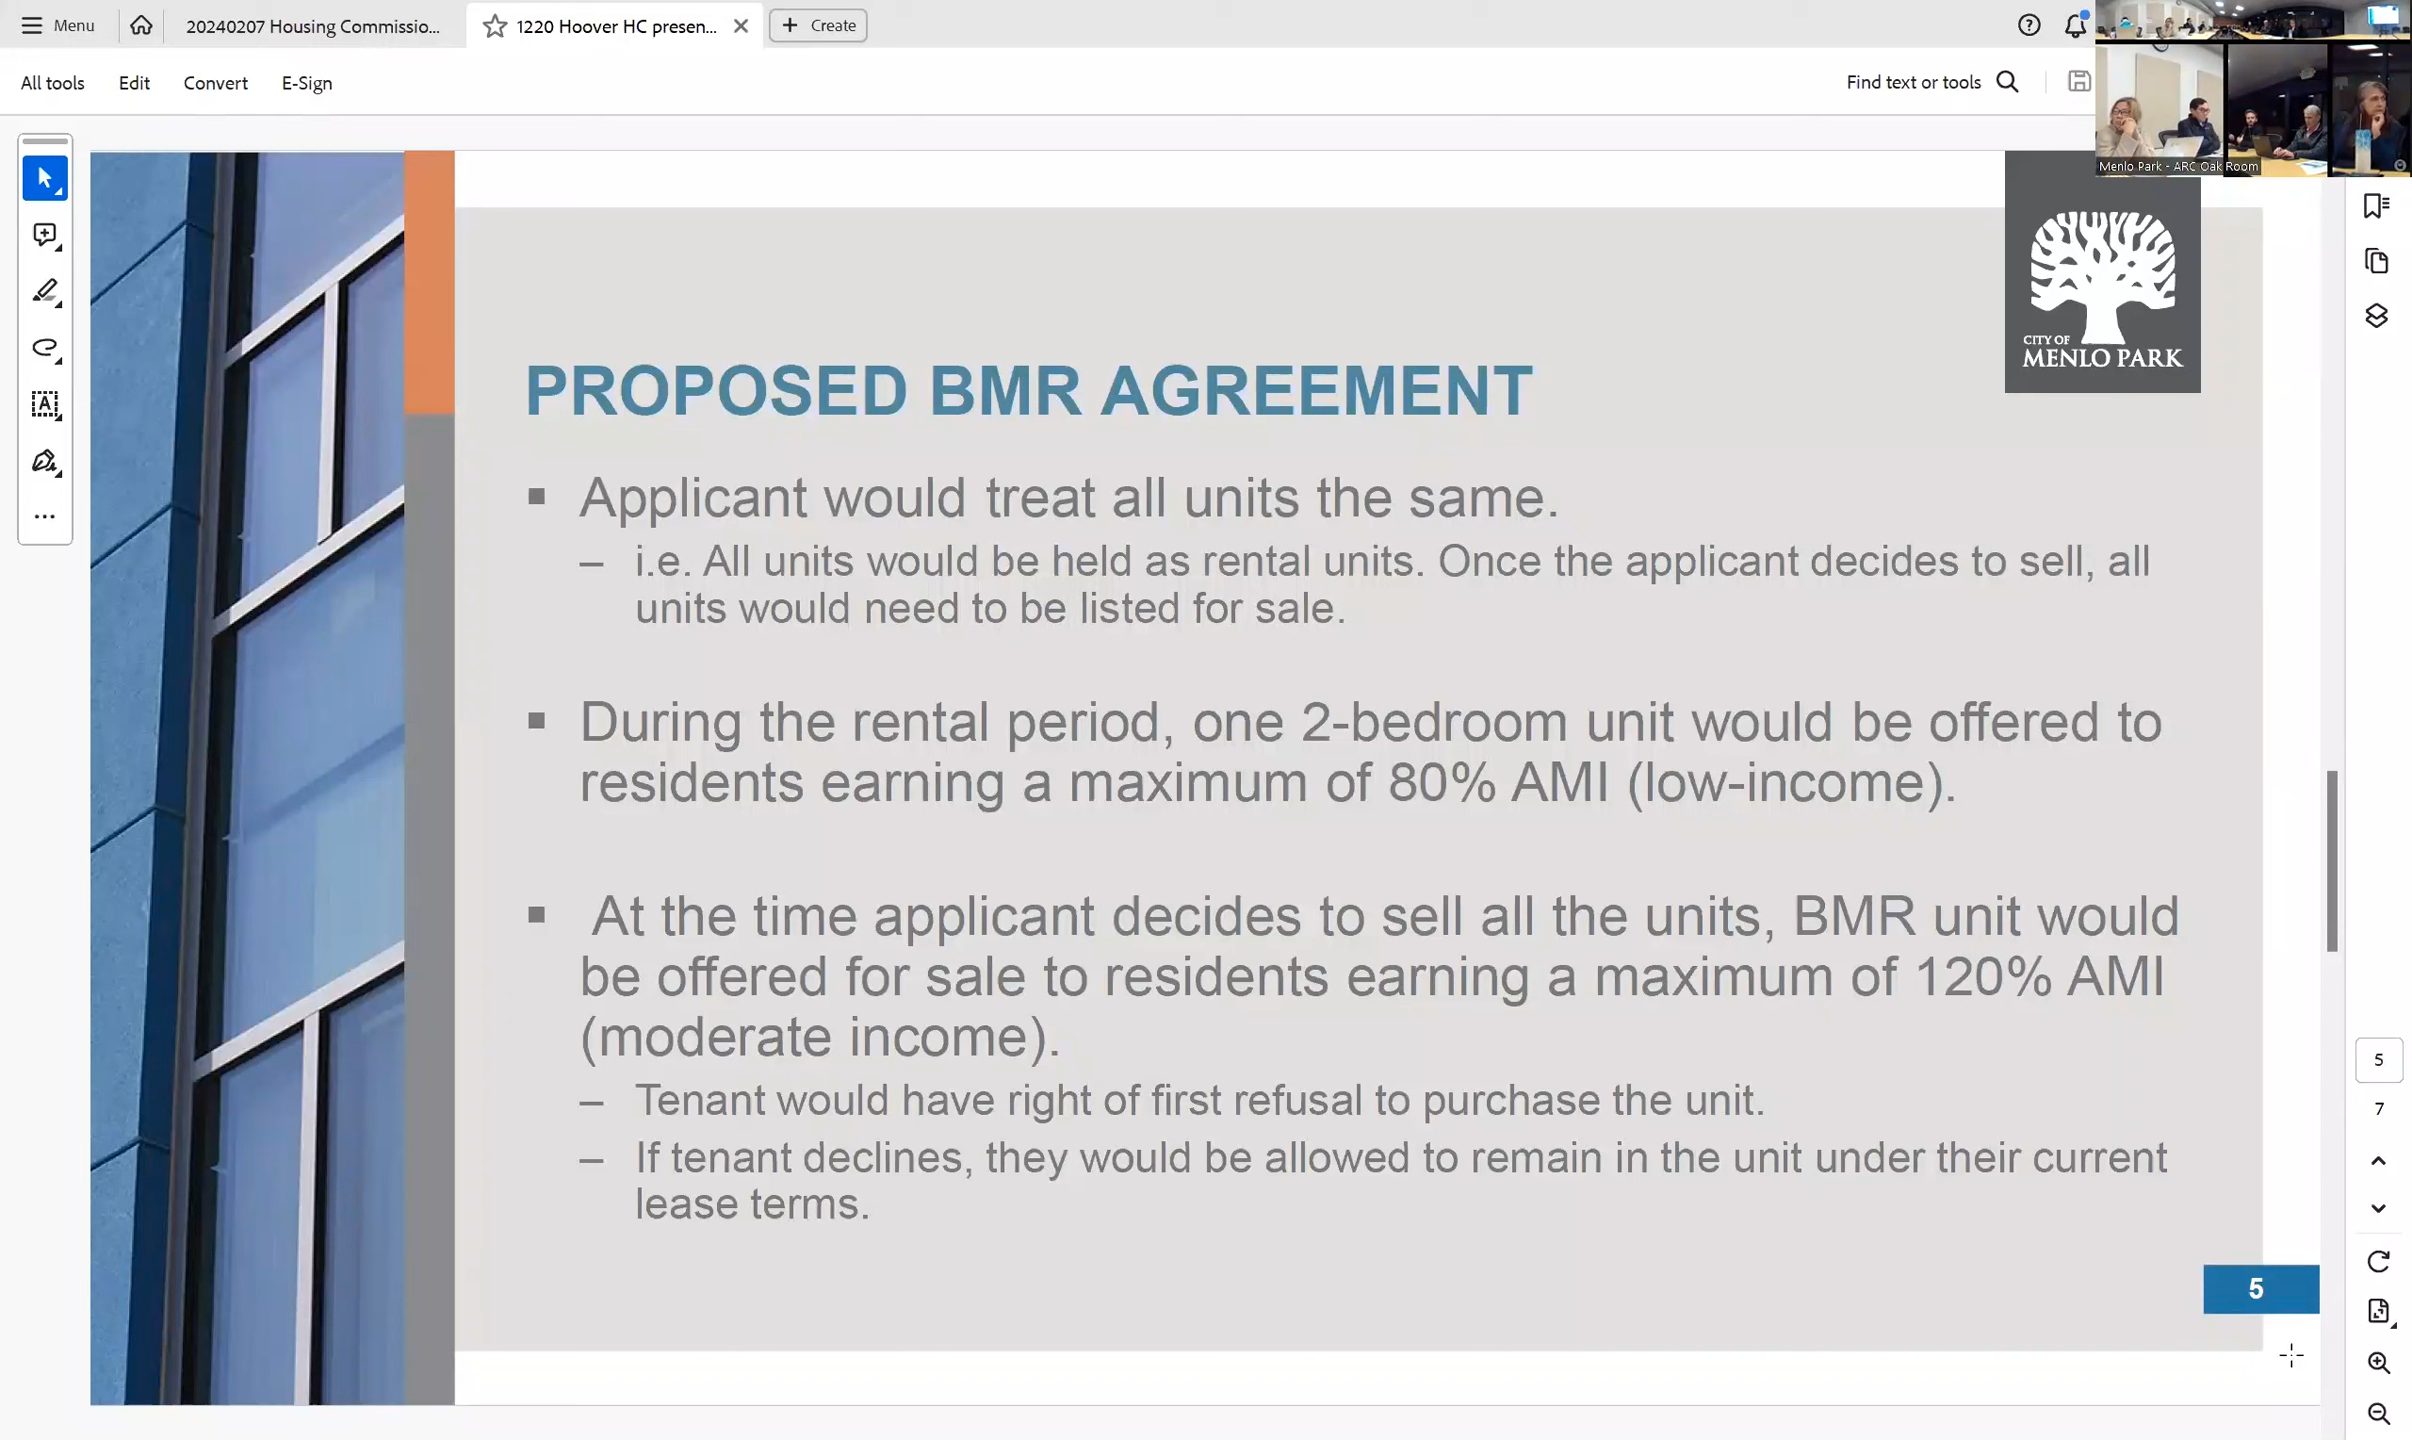 Menu
20240207 Housing Commissio...
1220 Hoover HC presen...
Create
All tools
Edit
Convert
E-Sign
Find text or tools
Menlo Park - ARC Oak Room
CITY OF
MENLO PARK
PROPOSED BMR AGREEMENT
▪ Applicant would treat all units the same.
– i.e. All units would be held as rental units. Once the applicant decides to sell, all
units would need to be listed for sale.
▪ During the rental period, one 2-bedroom unit would be offered to
residents earning a maximum of 80% AMI (low-income).
▪ At the time applicant decides to sell all the units, BMR unit would
be offered for sale to residents earning a maximum of 120% AMI
(moderate income).
– Tenant would have right of first refusal to purchase the unit.
– If tenant declines, they would be allowed to remain in the unit under their current
lease terms.
5
5
7